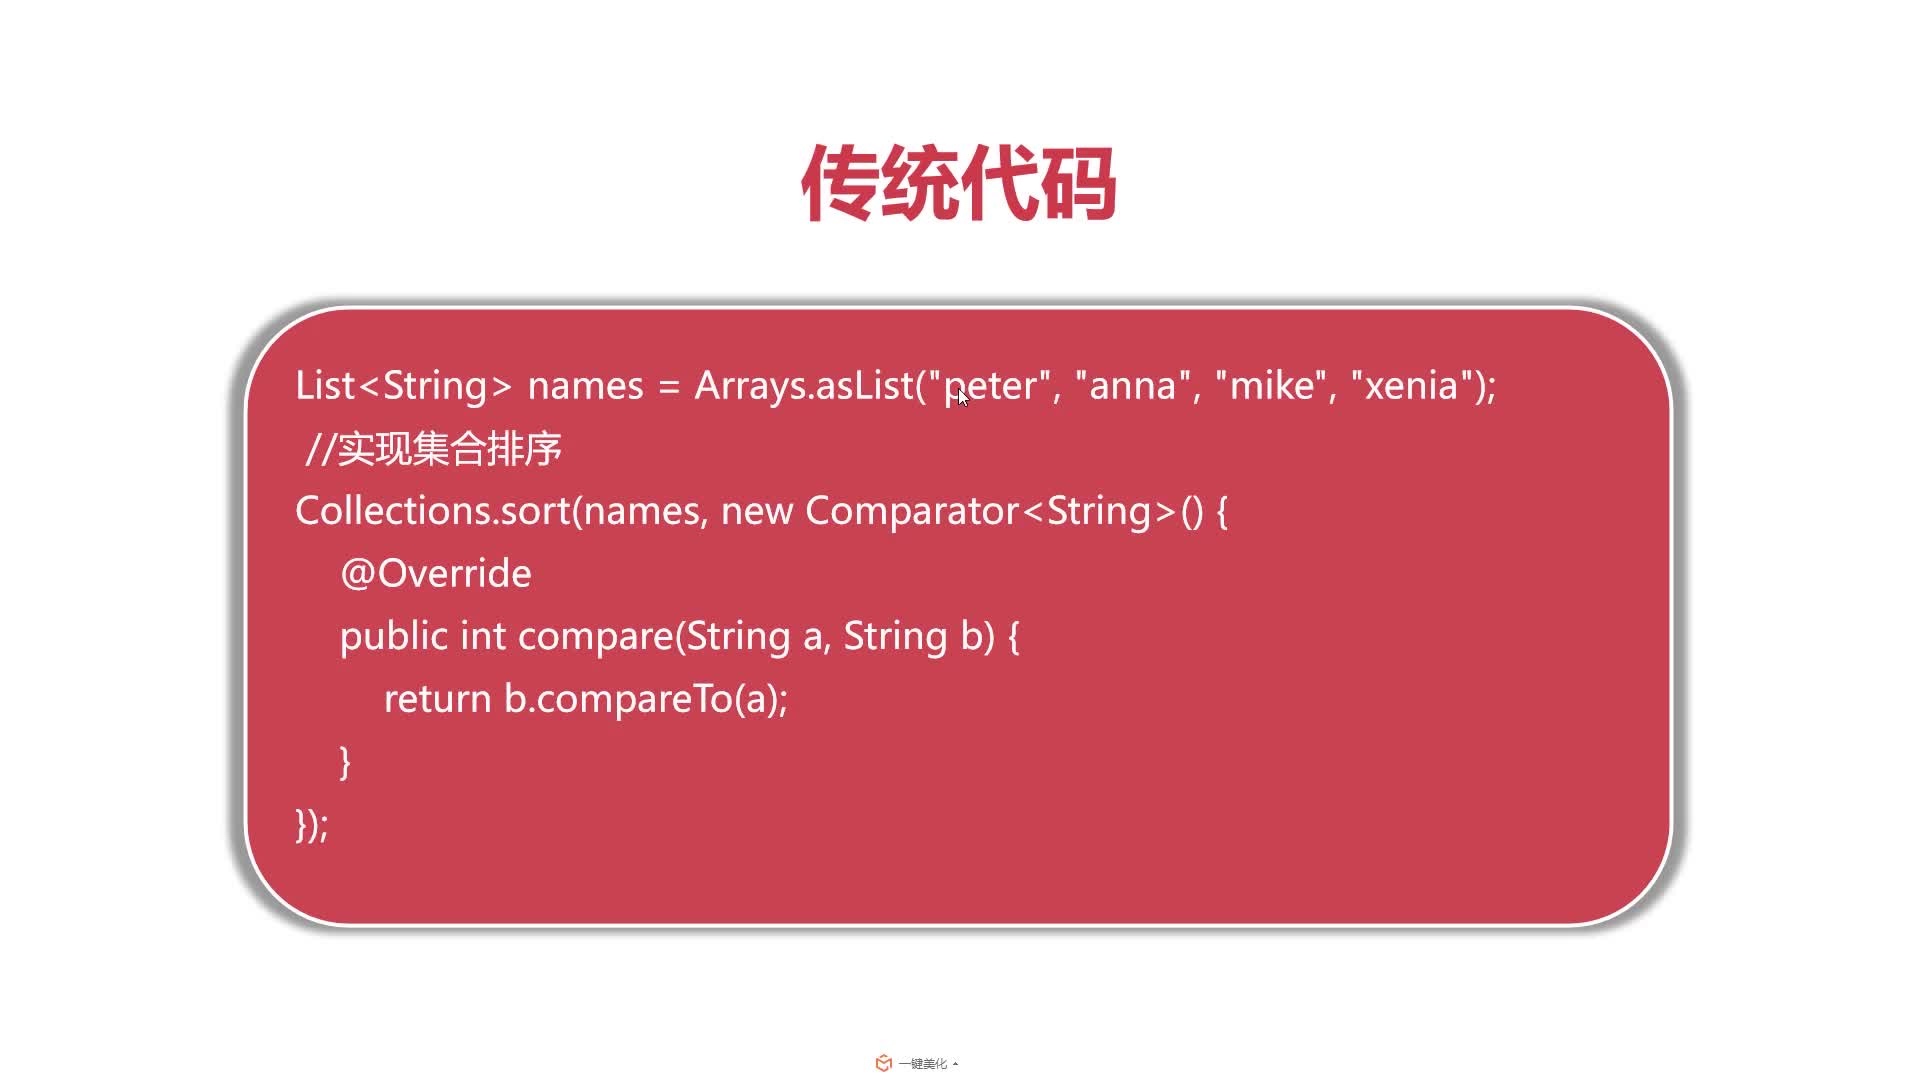 传统代码
List<String> names = Arrays.asList("peter", "anna", "mike", "xenia");
//实现集合排序
Collections.sort(names, new Comparator<String>() {
@Override
public int compare(String a, String b) {
return b.compareTo(a);
}
});
一键美化